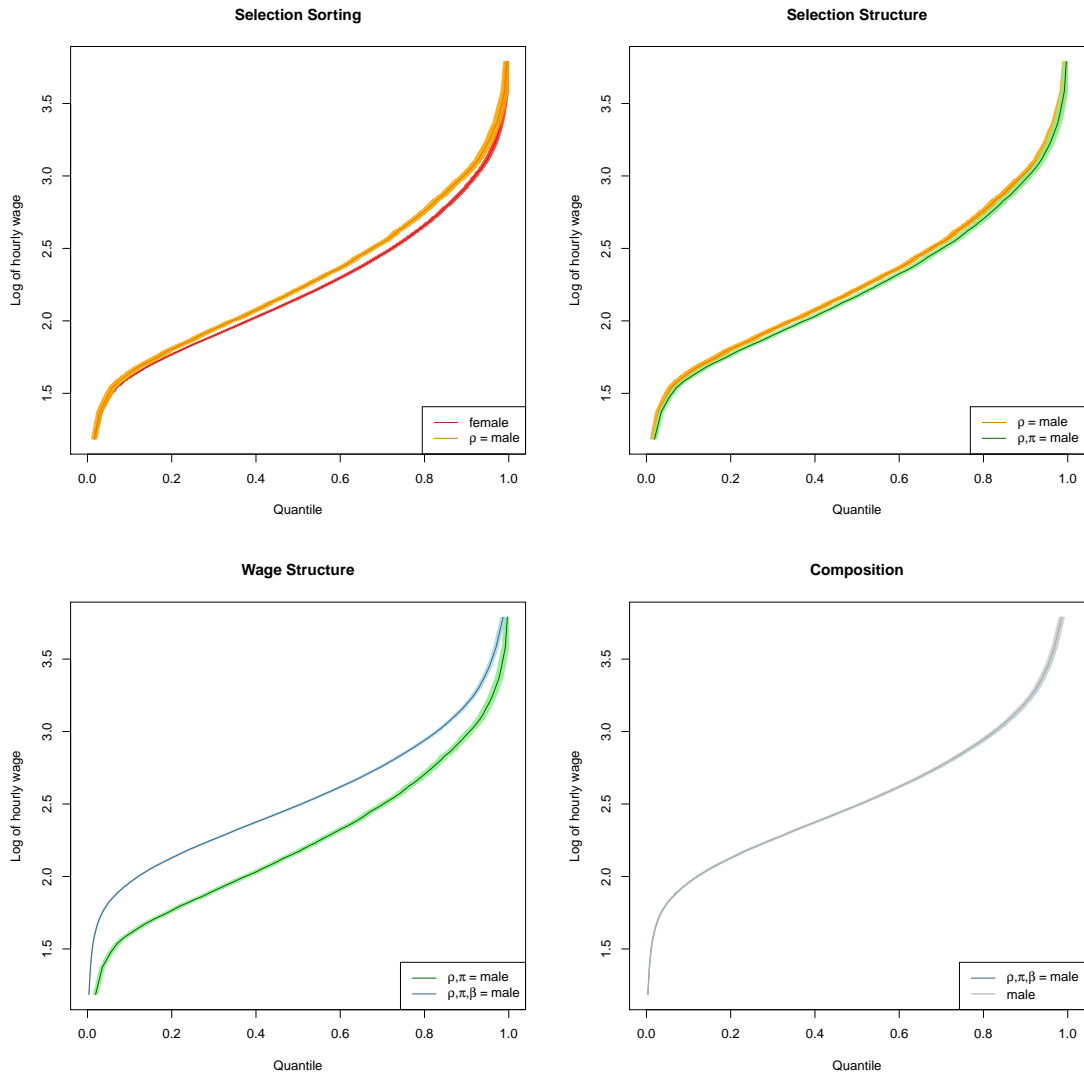 Selection Sorting
Log of hourly wage
3.5
3.0
2.5
2.0
1.5
0.0 0.2 0.4 0.6 0.8 1.0
Quantile
female
ρ = male
Selection Structure
Log of hourly wage
3.5
3.0
2.5
2.0
1.5
0.0 0.2 0.4 0.6 0.8 1.0
Quantile
ρ = male
ρ,π = male
Wage Structure
Log of hourly wage
3.5
3.0
2.5
2.0
1.5
0.0 0.2 0.4 0.6 0.8 1.0
Quantile
ρ,π = male
ρ,π,β = male
Composition
Log of hourly wage
3.5
3.0
2.5
2.0
1.5
0.0 0.2 0.4 0.6 0.8 1.0
Quantile
ρ,π,β = male
male